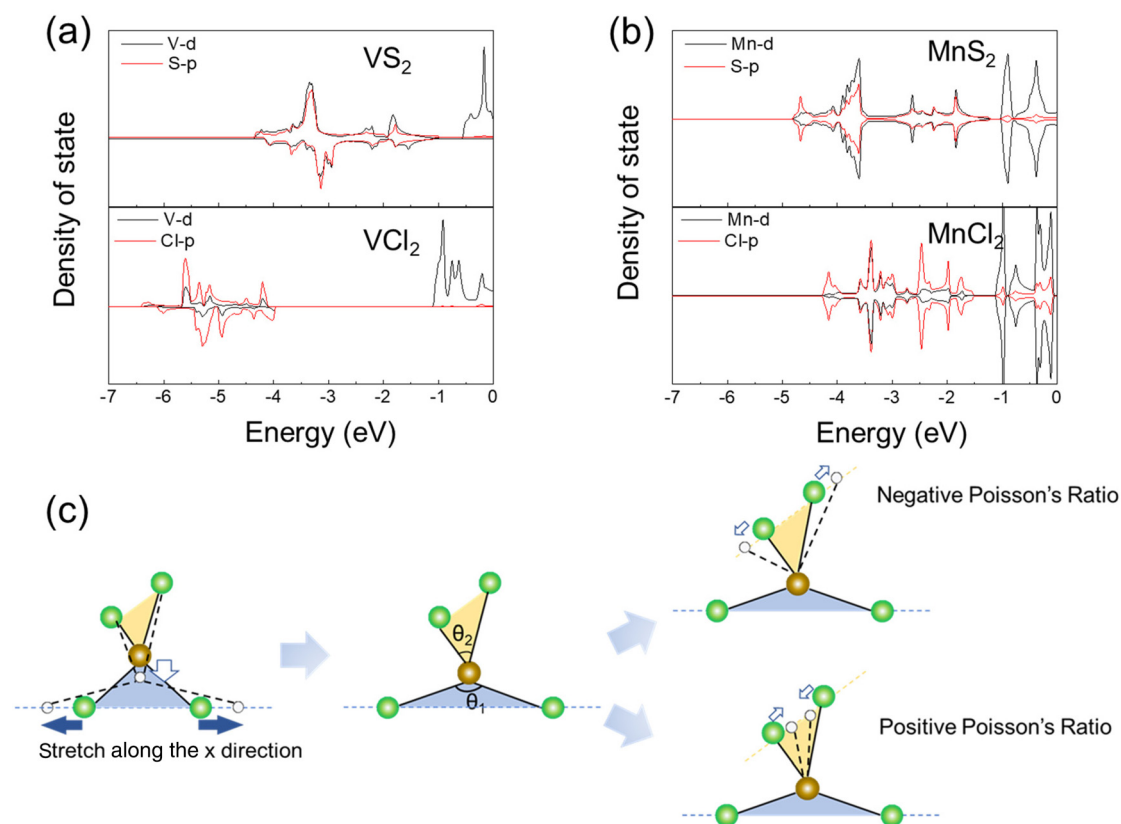 (a)
V-d
S-p
VS2
V-d
Cl-p
VCl2
Density of state
-7 -6 -5 -4 -3 -2 -1 0
Energy (eV)
(b)
Mn-d
S-p
MnS2
Mn-d
Cl-p
MnCl2
Density of state
-7 -6 -5 -4 -3 -2 -1 0
Energy (eV)
(c)
Stretch along the x direction
θ2
θ1
Negative Poisson's Ratio
Positive Poisson's Ratio